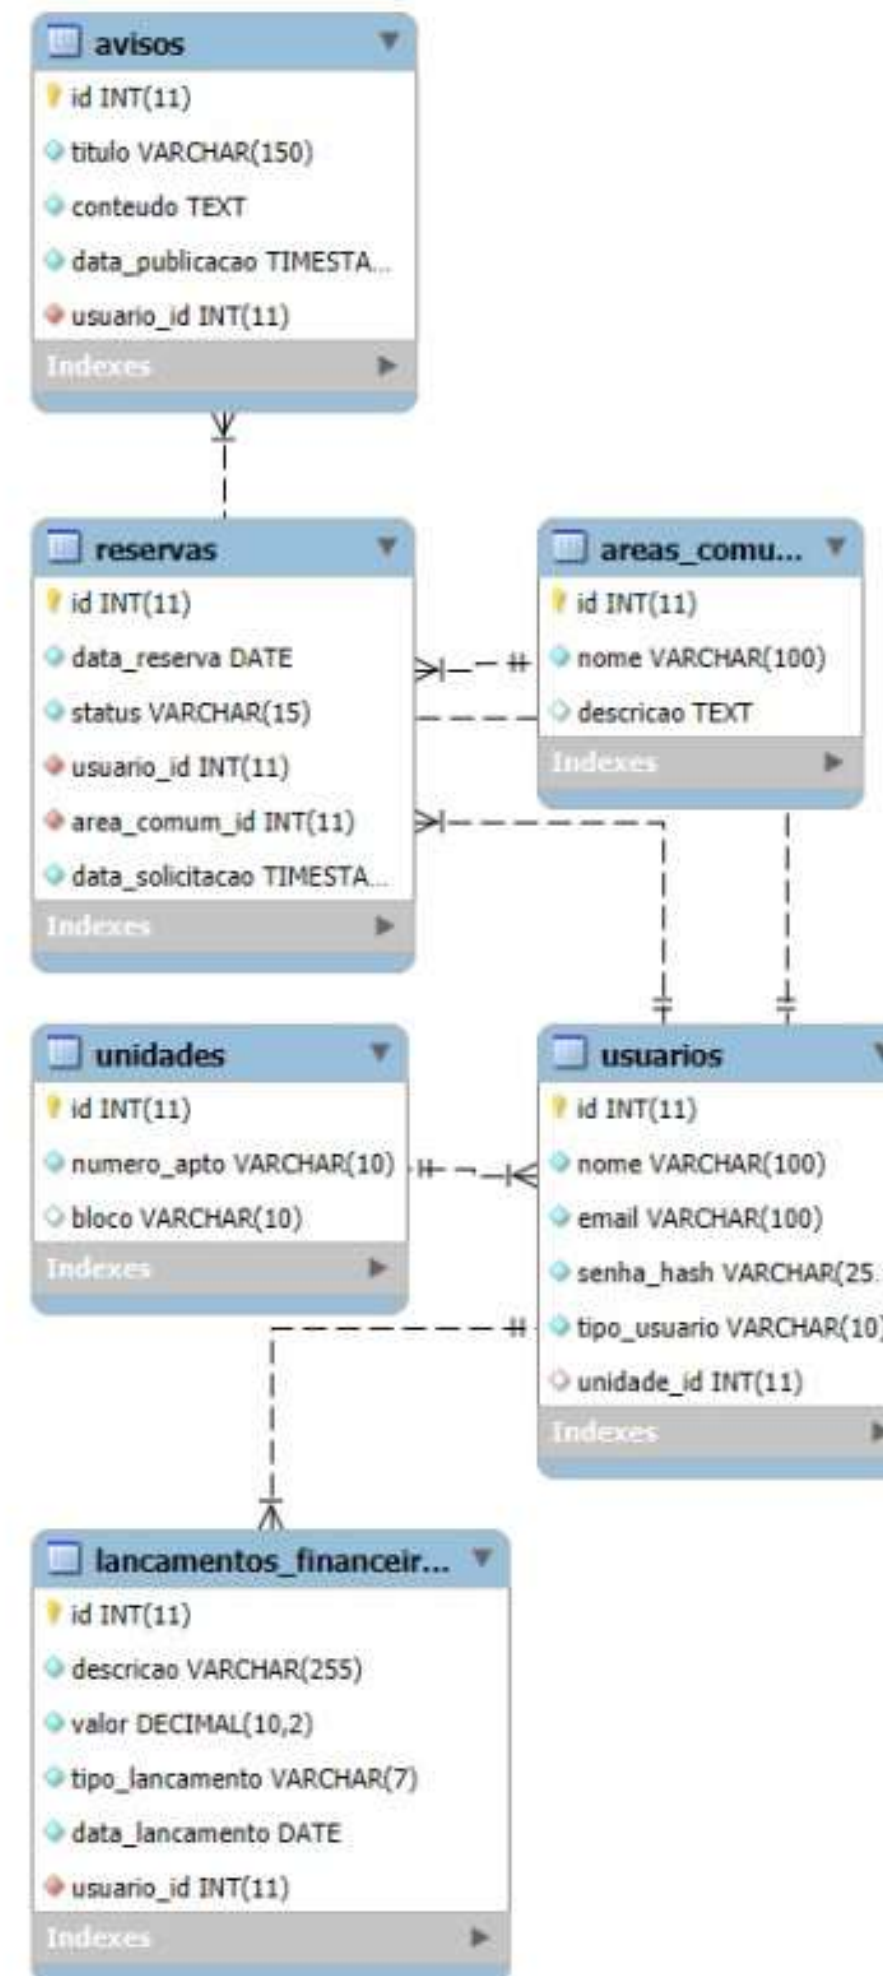 avisos
id INT(11)
titulo VARCHAR(150)
conteudo TEXT
data_publicacao TIMESTA...
usuario_id INT(11)
Indexes
reservas
id INT(11)
data_reserva DATE
status VARCHAR(15)
usuario_id INT(11)
area_comum_id INT(11)
data_solicitacao TIMESTA...
Indexes
areas_comu...
id INT(11)
nome VARCHAR(100)
descricao TEXT
Indexes
unidades
id INT(11)
numero_apto VARCHAR(10)
bloco VARCHAR(10)
Indexes
usuarios
id INT(11)
nome VARCHAR(100)
email VARCHAR(100)
senha_hash VARCHAR(25.
tipo_usuario VARCHAR(10)
unidade_id INT(11)
Indexes
lancamentos_financeir...
id INT(11)
descricao VARCHAR(255)
valor DECIMAL(10,2)
tipo_lancamento VARCHAR(7)
data_lancamento DATE
usuario_id INT(11)
Indexes